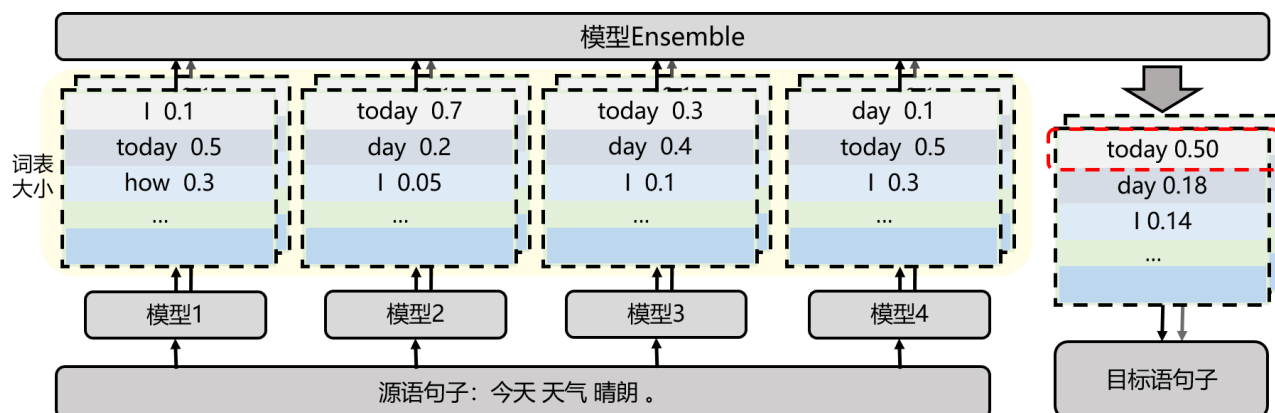 模型Ensemble
词表
大小
I 0.1
today 0.5
how 0.3
...
today 0.7
day 0.2
I 0.05
...
today 0.3
day 0.4
I 0.1
...
day 0.1
today 0.5
I 0.3
...
today 0.50
day 0.18
I 0.14
...
模型1
模型2
模型3
模型4
源语句子：今天 天气 晴朗 。
目标语句子